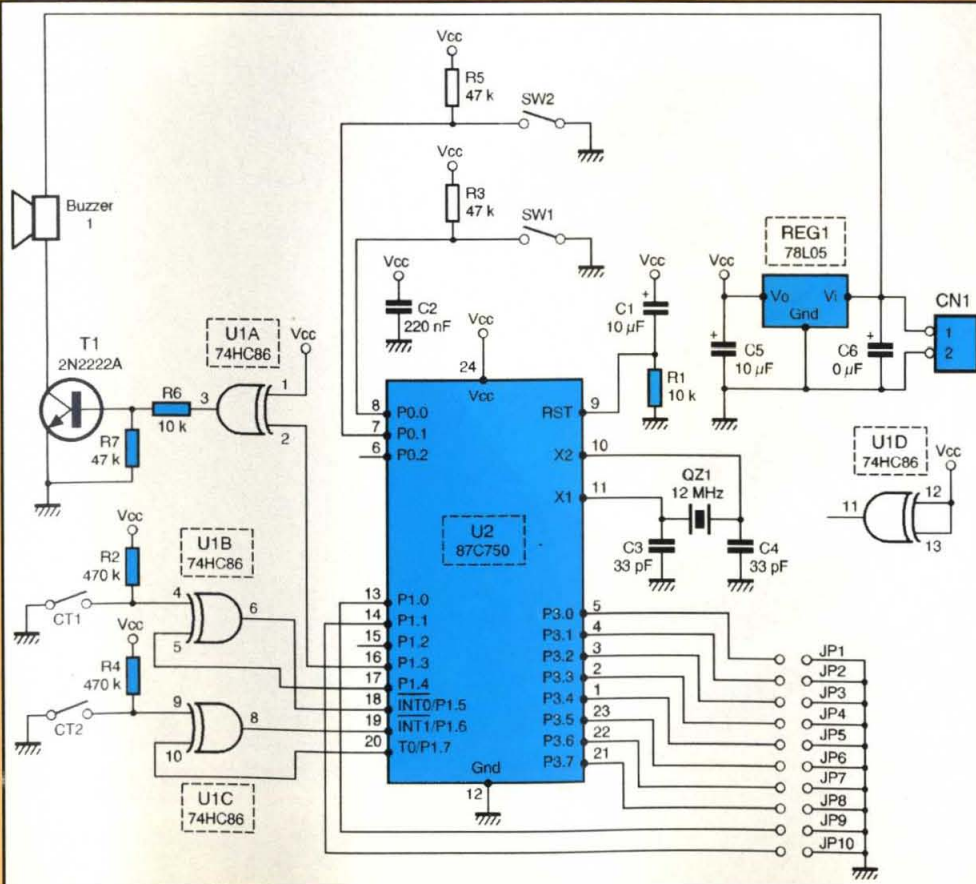 Vcc
R5
47 k
SW2
Vcc
R3
47 k
SW1
Buzzer
1
Vcc
C2
220 nF
Vcc
C1
10 µF
R1
10 k
Vcc
C5
10 µF
REG1
78L05
Vo
Vi
Gnd
C6
0 µF
CN1
1
2
T1
2N2222A
R6
10 k
R7
47 k
U1A
74HC86
Vcc
1
2
3
Vcc
24
Vcc
8 P0.0
7 P0.1
6 P0.2
RST 9
X2 10
X1 11
QZ1
12 MHz
C3
33 pF
C4
33 pF
U2
87C750
U1D
74HC86
Vcc
11
12
13
Vcc
R2
470 k
CT1
U1B
74HC86
4
5
6
Vcc
R4
470 k
CT2
9
10
8
U1C
74HC86
13 P1.0
14 P1.1
15 P1.2
16 P1.3
17 P1.4
18 INT0/P1.5
19 INT1/P1.6
20 T0/P1.7
Gnd
12
P3.0 5
P3.1 4
P3.2 3
P3.3 2
P3.4 1
P3.5 23
P3.6 22
P3.7 21
JP1
JP2
JP3
JP4
JP5
JP6
JP7
JP8
JP9
JP10